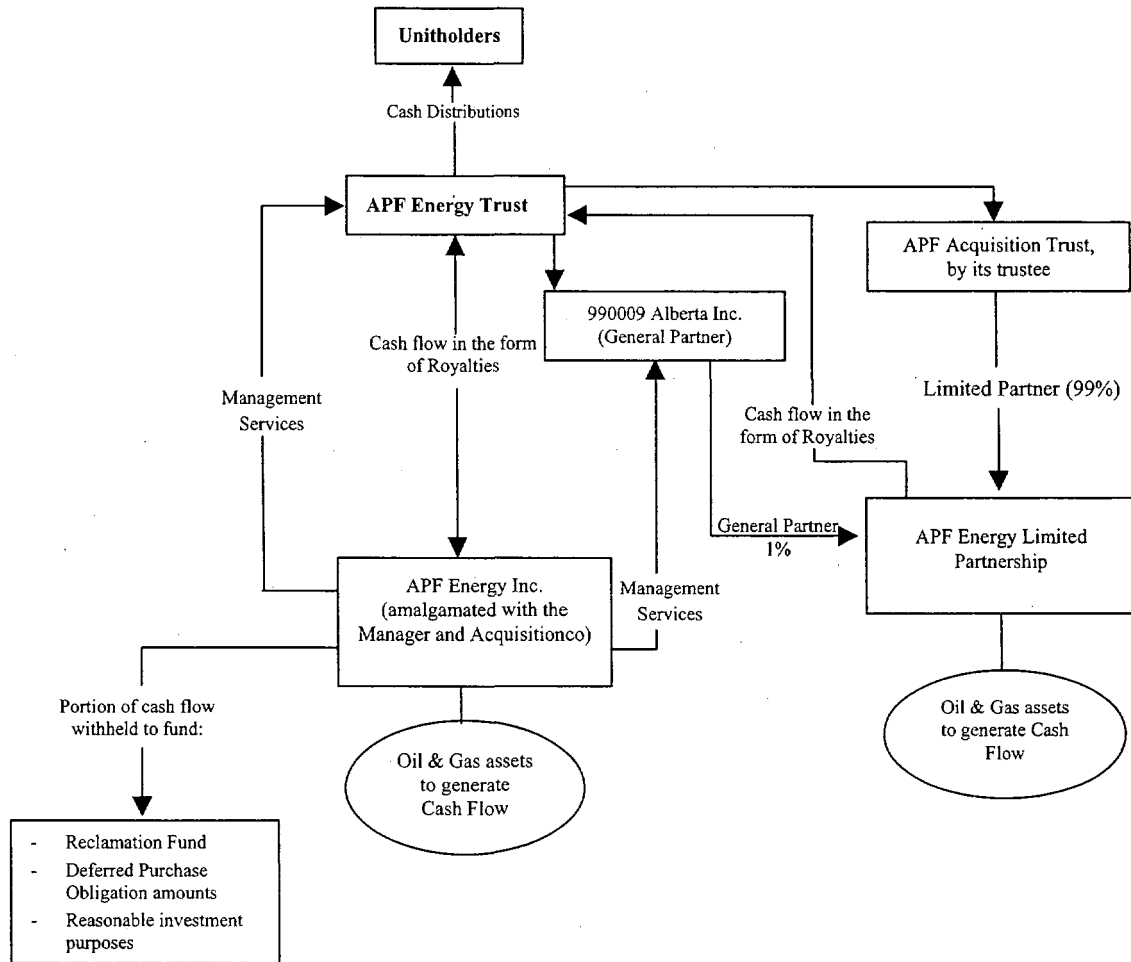 Unitholders
Cash Distributions
APF Energy Trust
APF Acquisition Trust,
by its trustee
990009 Alberta Inc.
(General Partner)
Cash flow in the form
of Royalties
Management
Services
Limited Partner (99%)
Cash flow in the
form of Royalties
General Partner
1%
APF Energy Limited
Partnership
APF Energy Inc.
(amalgamated with the
Manager and Acquisitionco)
Management
Services
Portion of cash flow
withheld to fund:
Oil & Gas assets
to generate Cash
Flow
Oil & Gas assets
to generate
Cash Flow
- Reclamation Fund
- Deferred Purchase
Obligation amounts
- Reasonable investment
purposes